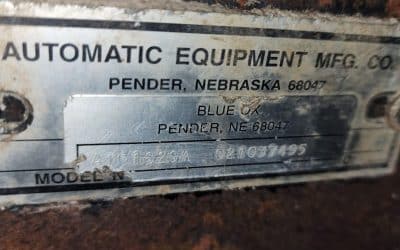 AUTOMATIC EQUIPMENT MFG. CO.
PENDER, NEBRASKA 68047
BLUE OX
PENDER, NE 68047
MODEL N